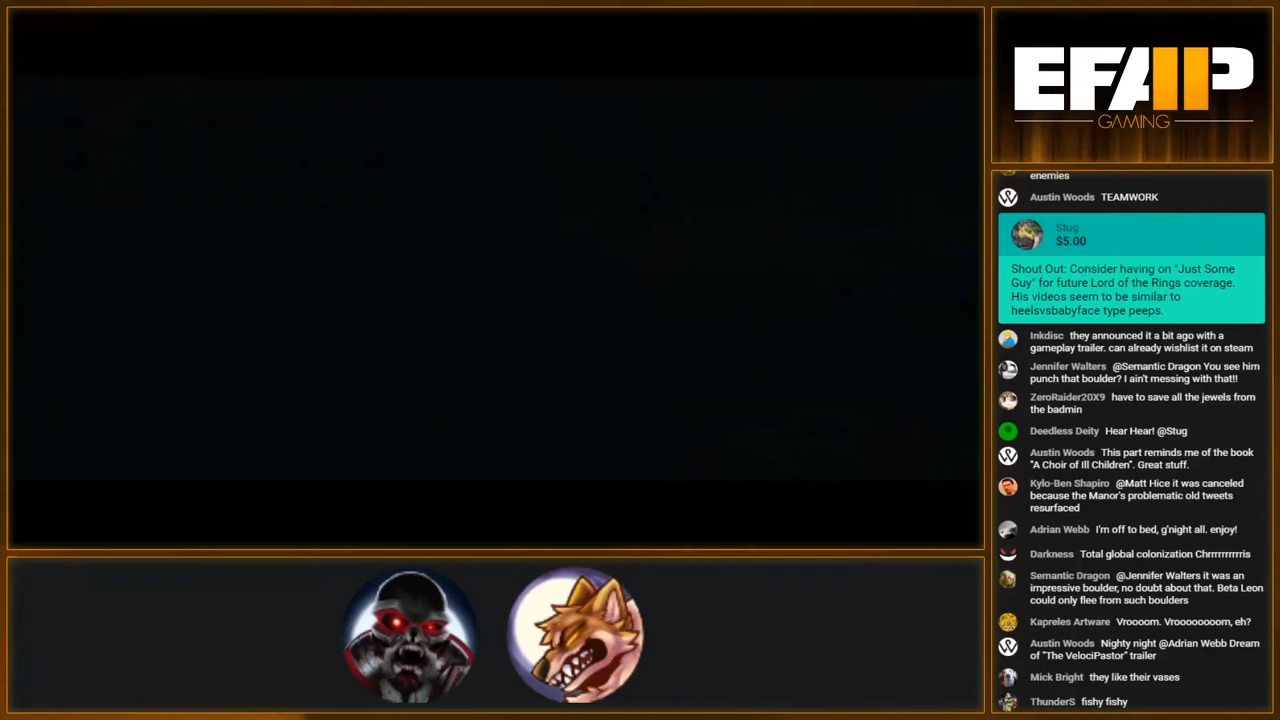 EFAIIP
GAMING
enemies
Austin Woods TEAMWORK
Stug
$5.00
Shout Out: Consider having on "Just Some
Guy" for future Lord of the Rings coverage.
His videos seem to be similar to
heelsvsbabyface type peeps.
Inkdisc they announced it a bit ago with a
gameplay trailer. can already wishlist it on steam
Jennifer Walters @Semantic Dragon You see him
punch that boulder? I ain't messing with that!!
ZeroRaider20X9 have to save all the jewels from
the badmin
Deedless Deity Hear Hear! @Stug
Austin Woods This part reminds me of the book
"A Choir of Ill Children". Great stuff.
Kylo-Ben Shapiro @Matt Hice it was canceled
because the Manor's problematic old tweets
resurfaced
Adrian Webb I'm off to bed, g'night all. enjoy!
Darkness Total global colonization Chrrrrrrrrris
Semantic Dragon @Jennifer Walters it was an
impressive boulder, no doubt about that. Beta Leon
could only flee from such boulders
Kapreles Artware Vroooom. Vroooooooom, eh?
Austin Woods Nighty night @Adrian Webb Dream
of "The VelociPastor" trailer
Mick Bright they like their vases
ThunderS fishy fishy